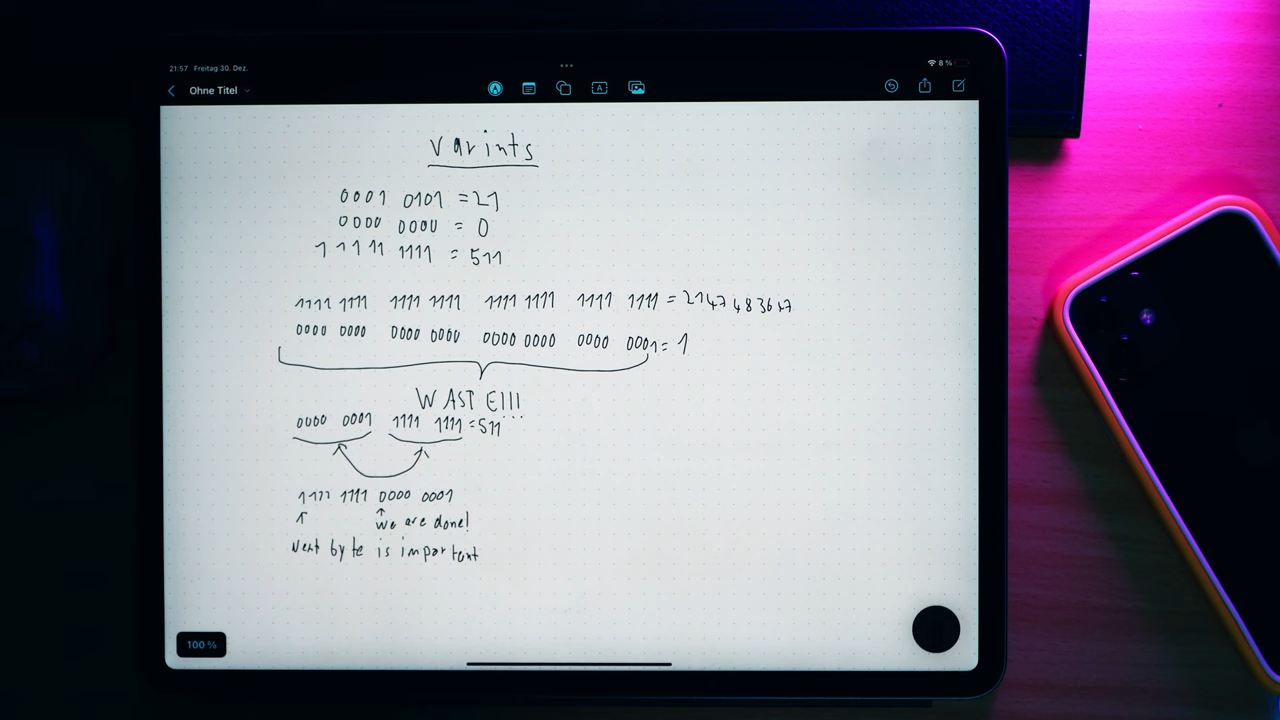 21:57 Freitag 30. Dez.
8 %
Ohne Titel
A
varints
0001 0101 = 21
0000 0000 = 0
1 1111 1111 = 511
1111 1111 1111 1111 1111 1111 1111 1111 = 2147483647
0000 0000 0000 0000 0000 0000 0000 0001 = 1
WASTE!!!
0000 0001 1111 1111 = 511
1111 1111 0000 0001
we are done!
Next byte is important
100 %